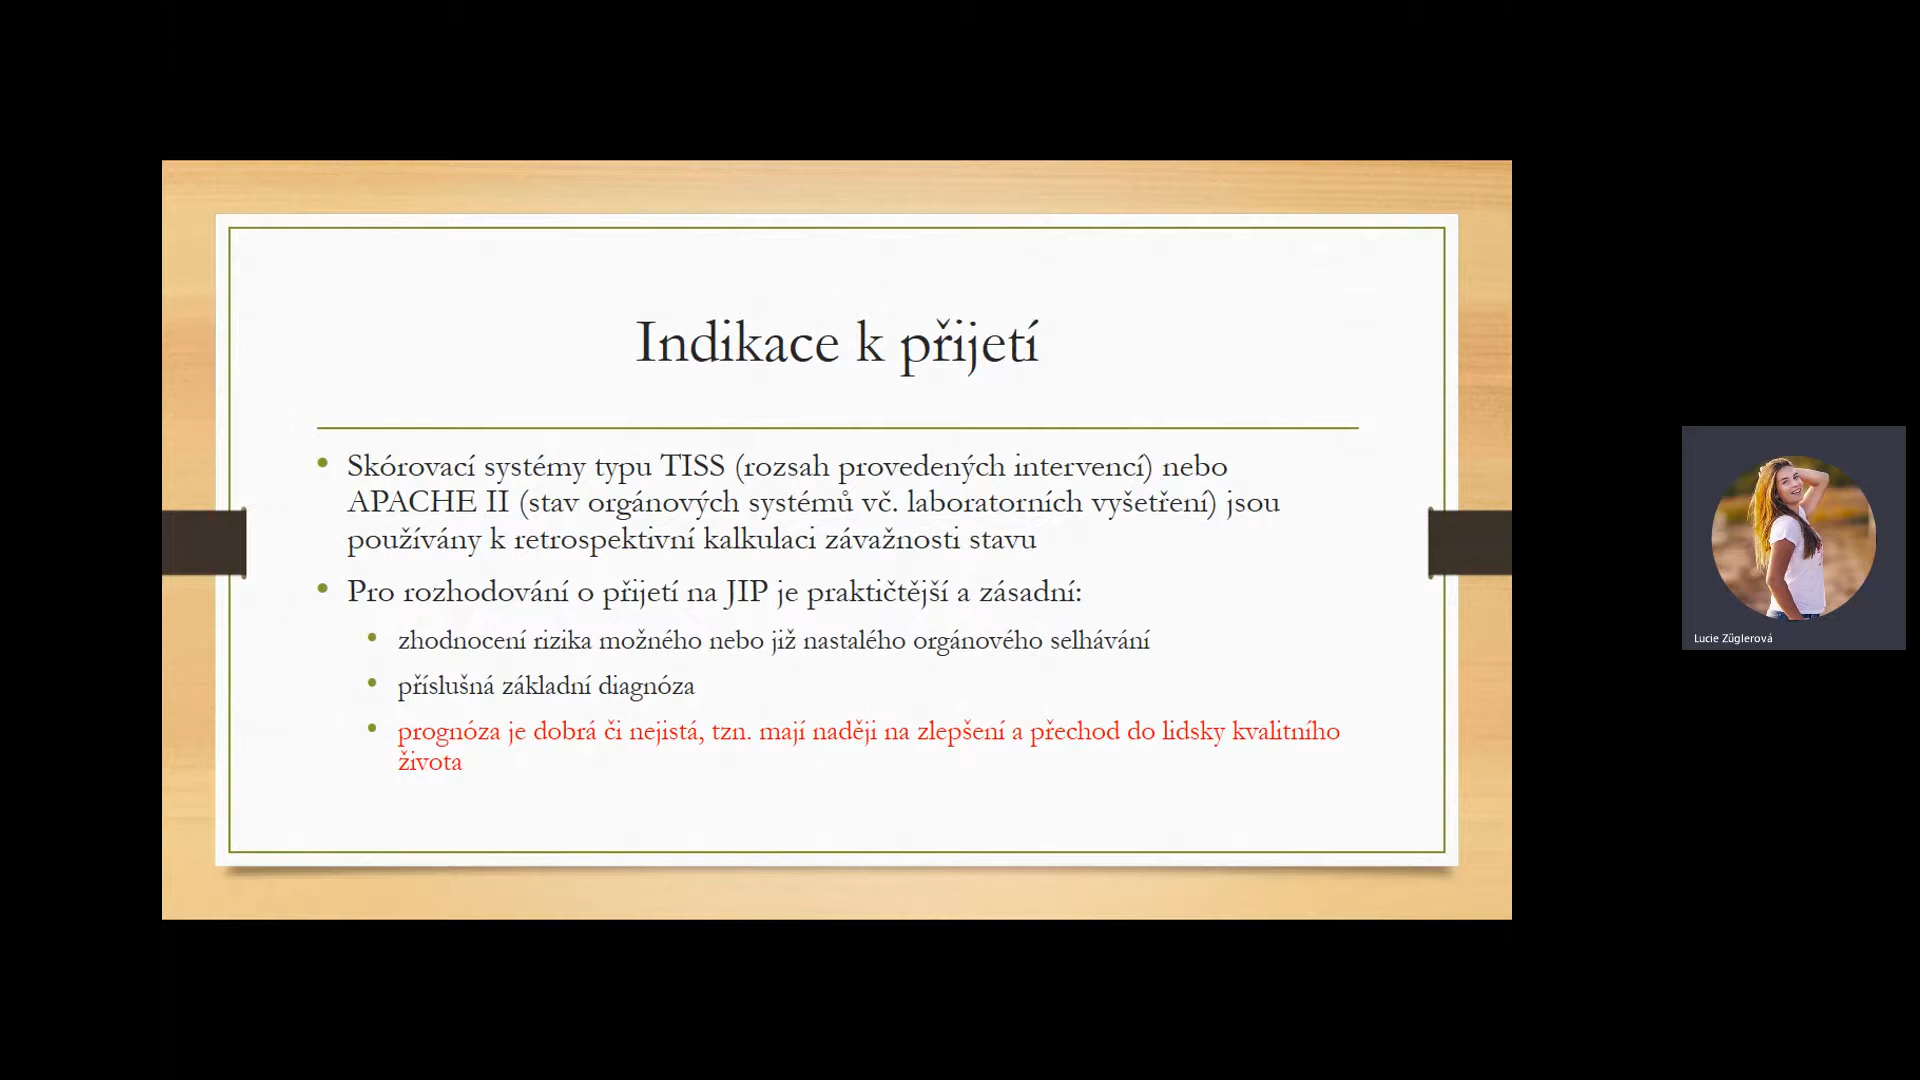 Indikace k přijetí
Skórovací systémy typu TISS (rozsah provedených intervencí) nebo
APACHE II (stav orgánových systémů vč. laboratorních vyšetření) jsou
používány k retrospektivní kalkulaci závažnosti stavu
Pro rozhodování o přijetí na JIP je praktičtější a zásadní:
zhodnocení rizika možného nebo již nastalého orgánového selhávání
příslušná základní diagnóza
prognóza je dobrá či nejistá, tzn. mají naději na zlepšení a přechod do lidsky kvalitního
života
Lucie Züglerová